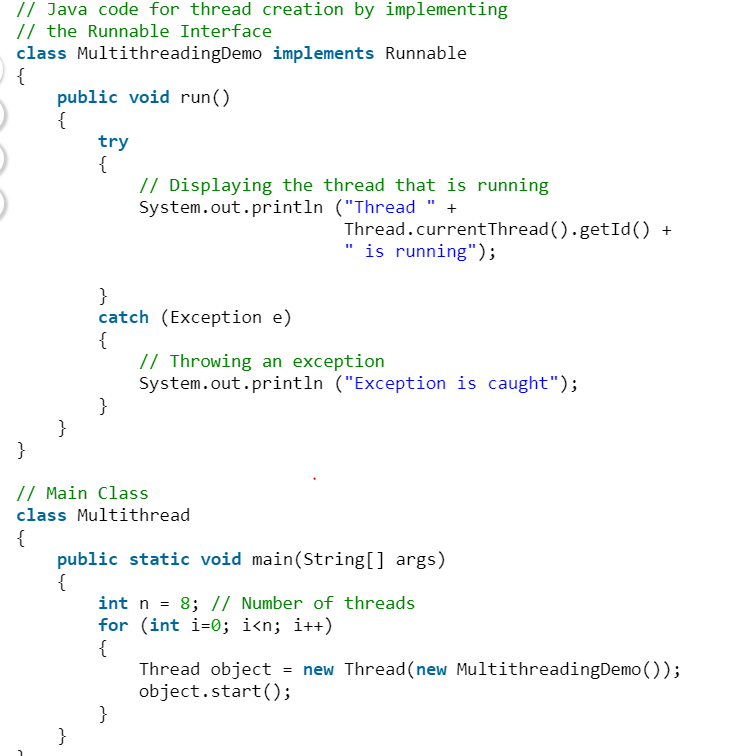 // Java code for thread creation by implementing
// the Runnable Interface
class MultithreadingDemo implements Runnable
{
    public void run()
    {
        try
        {
            // Displaying the thread that is running
            System.out.println ("Thread " +
                                Thread.currentThread().getId() +
                                " is running");

        }
        catch (Exception e)
        {
            // Throwing an exception
            System.out.println ("Exception is caught");
        }
    }
}

// Main Class
class Multithread
{
    public static void main(String[] args)
    {
        int n = 8; // Number of threads
        for (int i=0; i<n; i++)
        {
            Thread object = new Thread(new MultithreadingDemo());
            object.start();
        }
    }